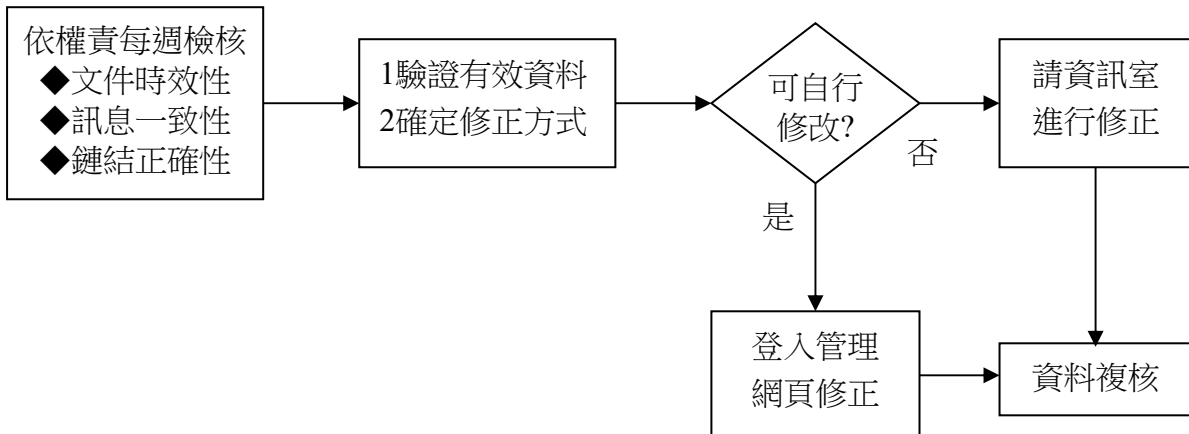 依權責每週檢核
◆文件時效性
◆訊息一致性
◆鏈結正確性
1驗證有效資料
2確定修正方式
可自行
修改?
否
是
請資訊室
進行修正
登入管理
網頁修正
資料複核